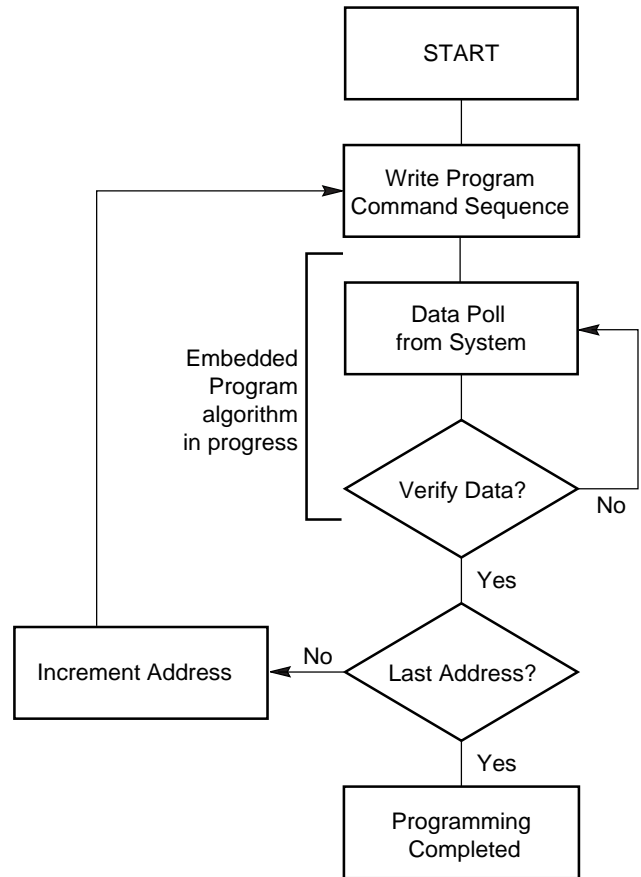 START
Write Program
Command Sequence
Data Poll
from System
Embedded
Program
algorithm
in progress
Verify Data?
No
Yes
Increment Address
No
Last Address?
Yes
Programming
Completed